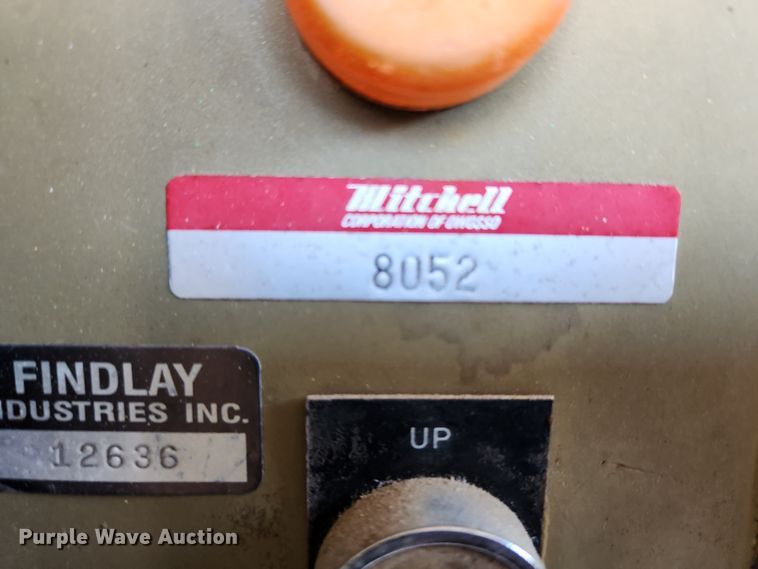 Mitchell
CORPORATION OF OWOSSO
8052
FINDLAY
NDUSTRIES INC.
12636
UP
Purple Wave Auction